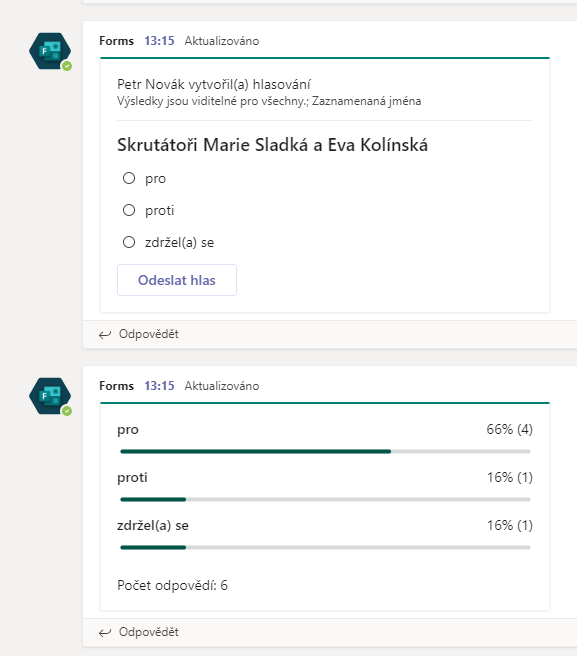 Forms 13:15 Aktualizováno
F
Petr Novák vytvořil(a) hlasování
Výsledky jsou viditelné pro všechny.; Zaznamenaná jména
Skrutátoři Marie Sladká a Eva Kolínská
pro
proti
zdržel(a) se
Odeslat hlas
Odpovědět
Forms 13:15 Aktualizováno
F
pro 66% (4)
proti 16% (1)
zdržel(a) se 16% (1)
Počet odpovědí: 6
Odpovědět